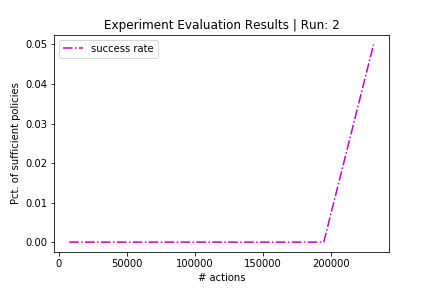 Experiment Evaluation Results | Run: 2
success rate
Pct. of sufficient policies
0.05
0.04
0.03
0.02
0.01
0.00
0 50000 100000 150000 200000
# actions